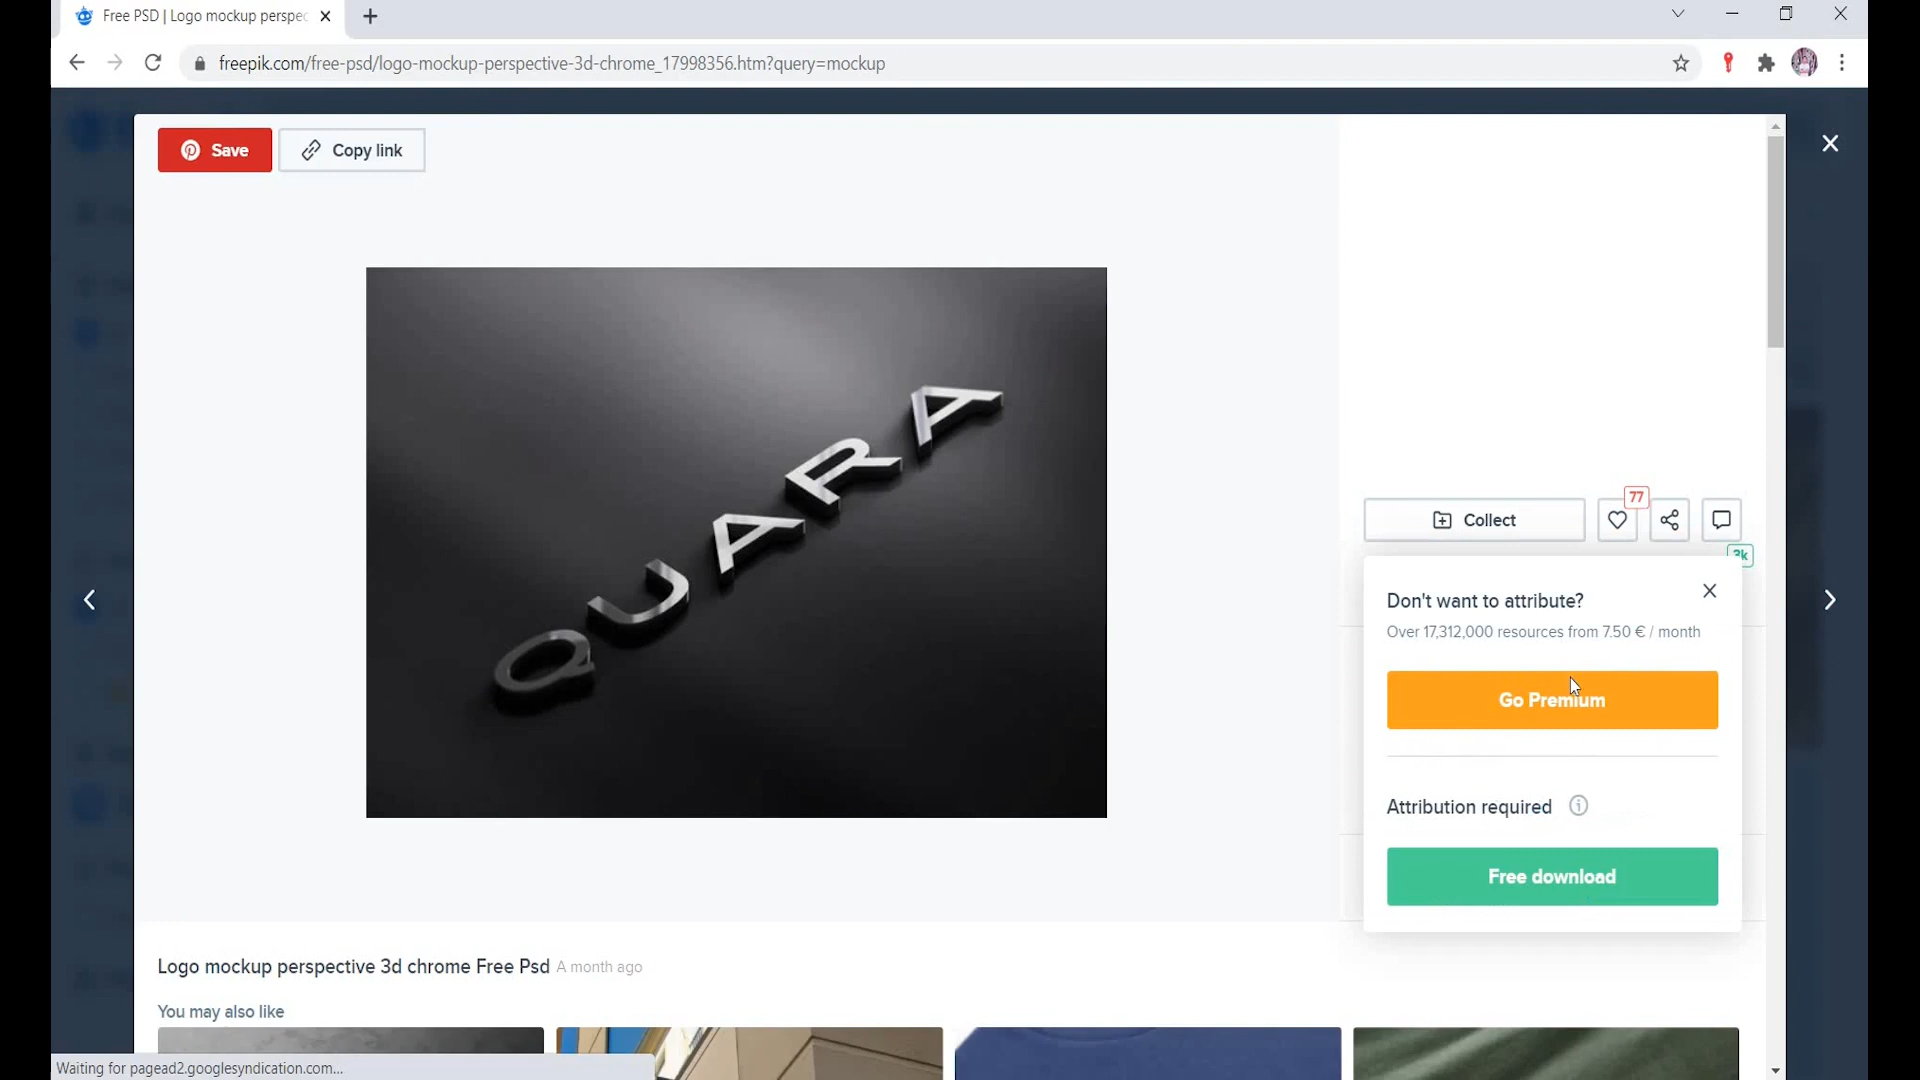 Free PSD | Logo mockup perspec
freepik.com/free-psd/logo-mockup-perspective-3d-chrome_17998356.htm?query=mockup
Save
Copy link
QUARA
77
Collect
3k
Don't want to attribute?
Over 17,312,000 resources from 7.50 € / month
Go Premium
Attribution required
Free download
Logo mockup perspective 3d chrome Free Psd A month ago
You may also like
Waiting for pagead2.googlesyndication.com...